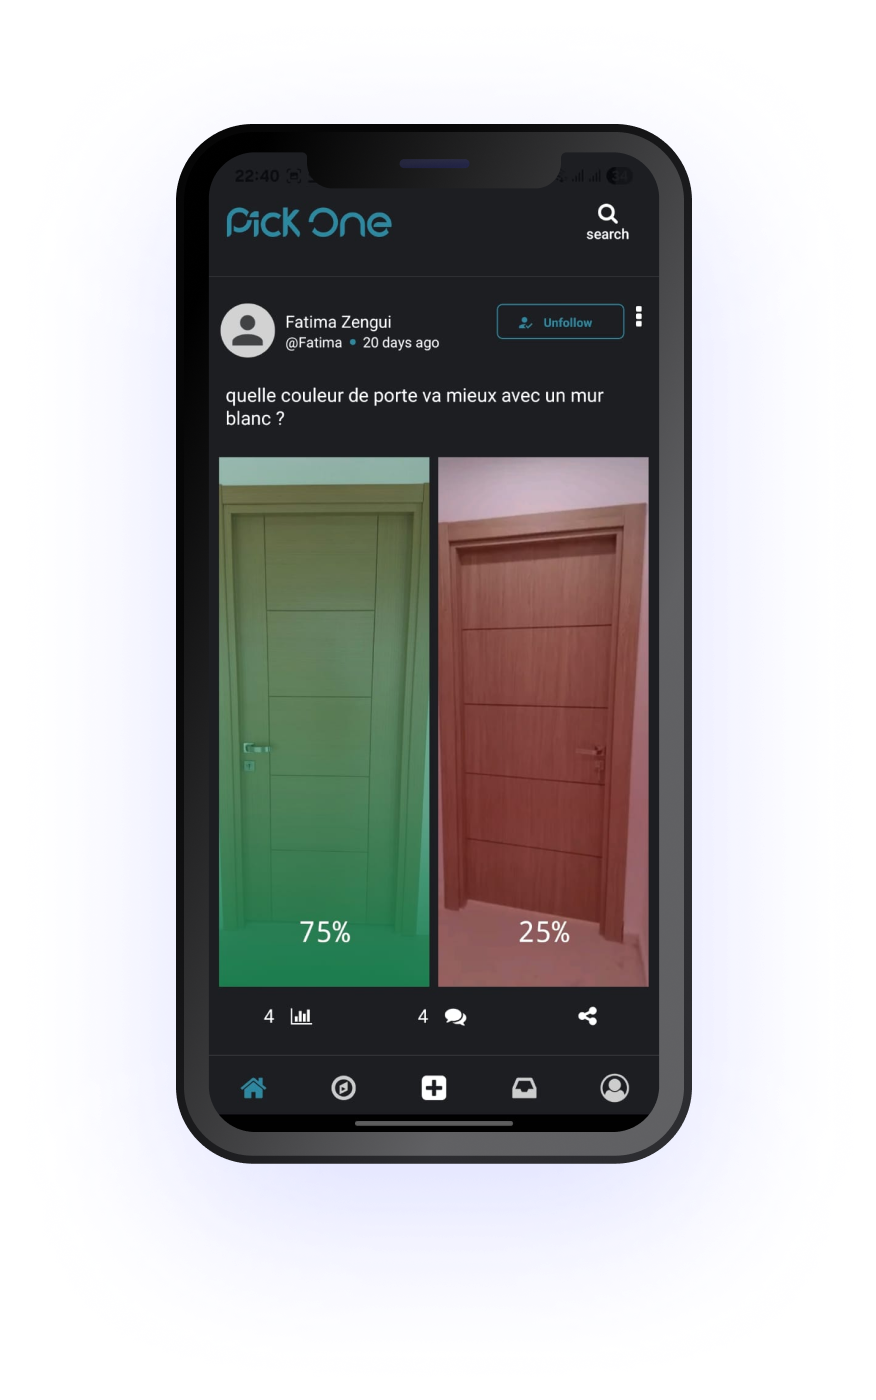 22:40
Pick One
search
Fatima Zengui
Unfollow
@Fatima • 20 days ago
quelle couleur de porte va mieux avec un mur
blanc ?
75%
25%
4
4